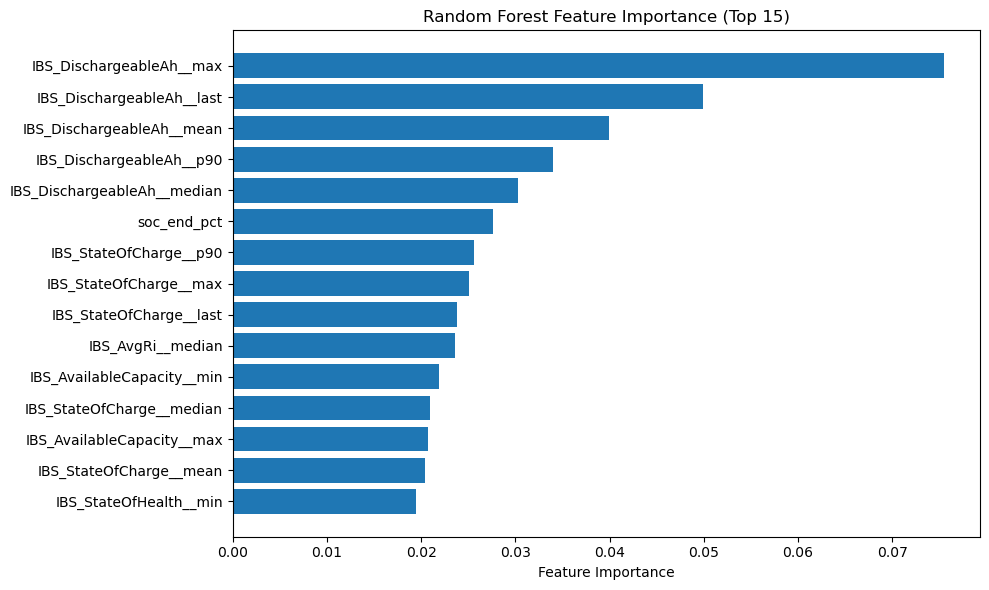 Random Forest Feature Importance (Top 15)
IBS_DischargeableAh__max
IBS_DischargeableAh__last
IBS_DischargeableAh__mean
IBS_DischargeableAh__p90
IBS_DischargeableAh__median
soc_end_pct
IBS_StateOfCharge__p90
IBS_StateOfCharge__max
IBS_StateOfCharge__last
IBS_AvgRi__median
IBS_AvailableCapacity__min
IBS_StateOfCharge__median
IBS_AvailableCapacity__max
IBS_StateOfCharge__mean
IBS_StateOfHealth__min
0.00 0.01 0.02 0.03 0.04 0.05 0.06 0.07
Feature Importance